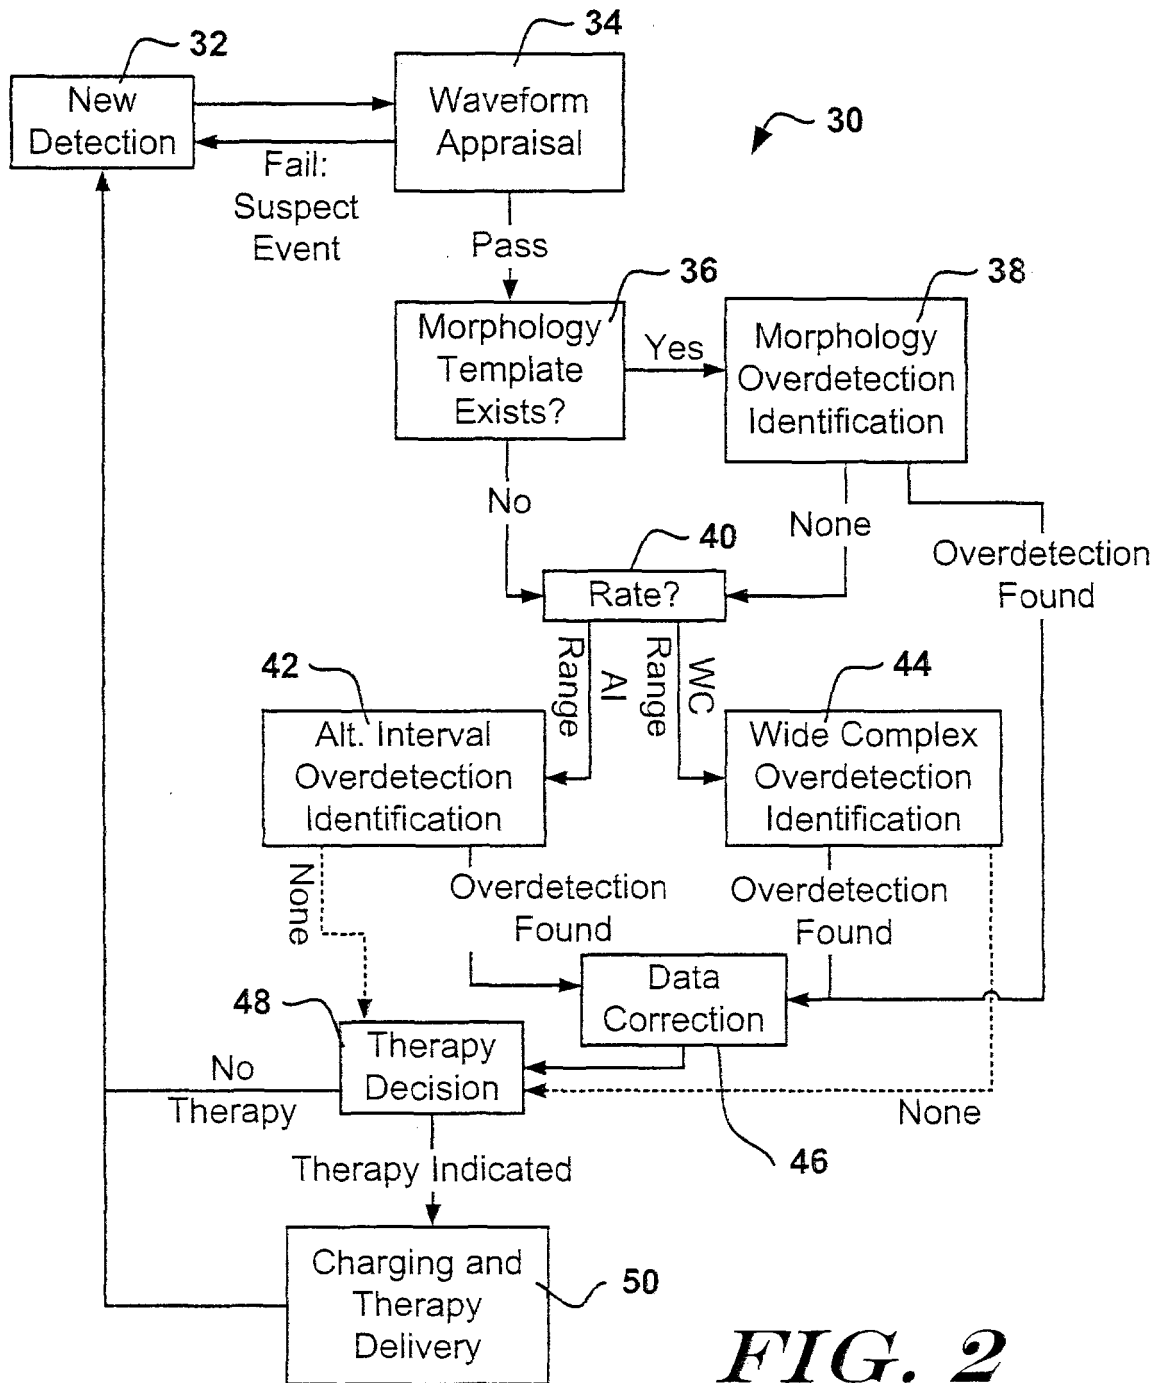 32
New
Detection
34
Waveform
Appraisal
30
Fail:
Suspect
Event
Pass
36
Morphology
Template
Exists?
Yes
38
Morphology
Overdetection
Identification
No
None
Overdetection
Found
40
Rate?
AI
Range
WC
Range
42
Alt. Interval
Overdetection
Identification
44
Wide Complex
Overdetection
Identification
None
Overdetection
Found
Overdetection
Found
Data
Correction
48
Therapy
Decision
No
Therapy
None
46
Therapy Indicated
Charging and
Therapy
Delivery
50
FIG. 2